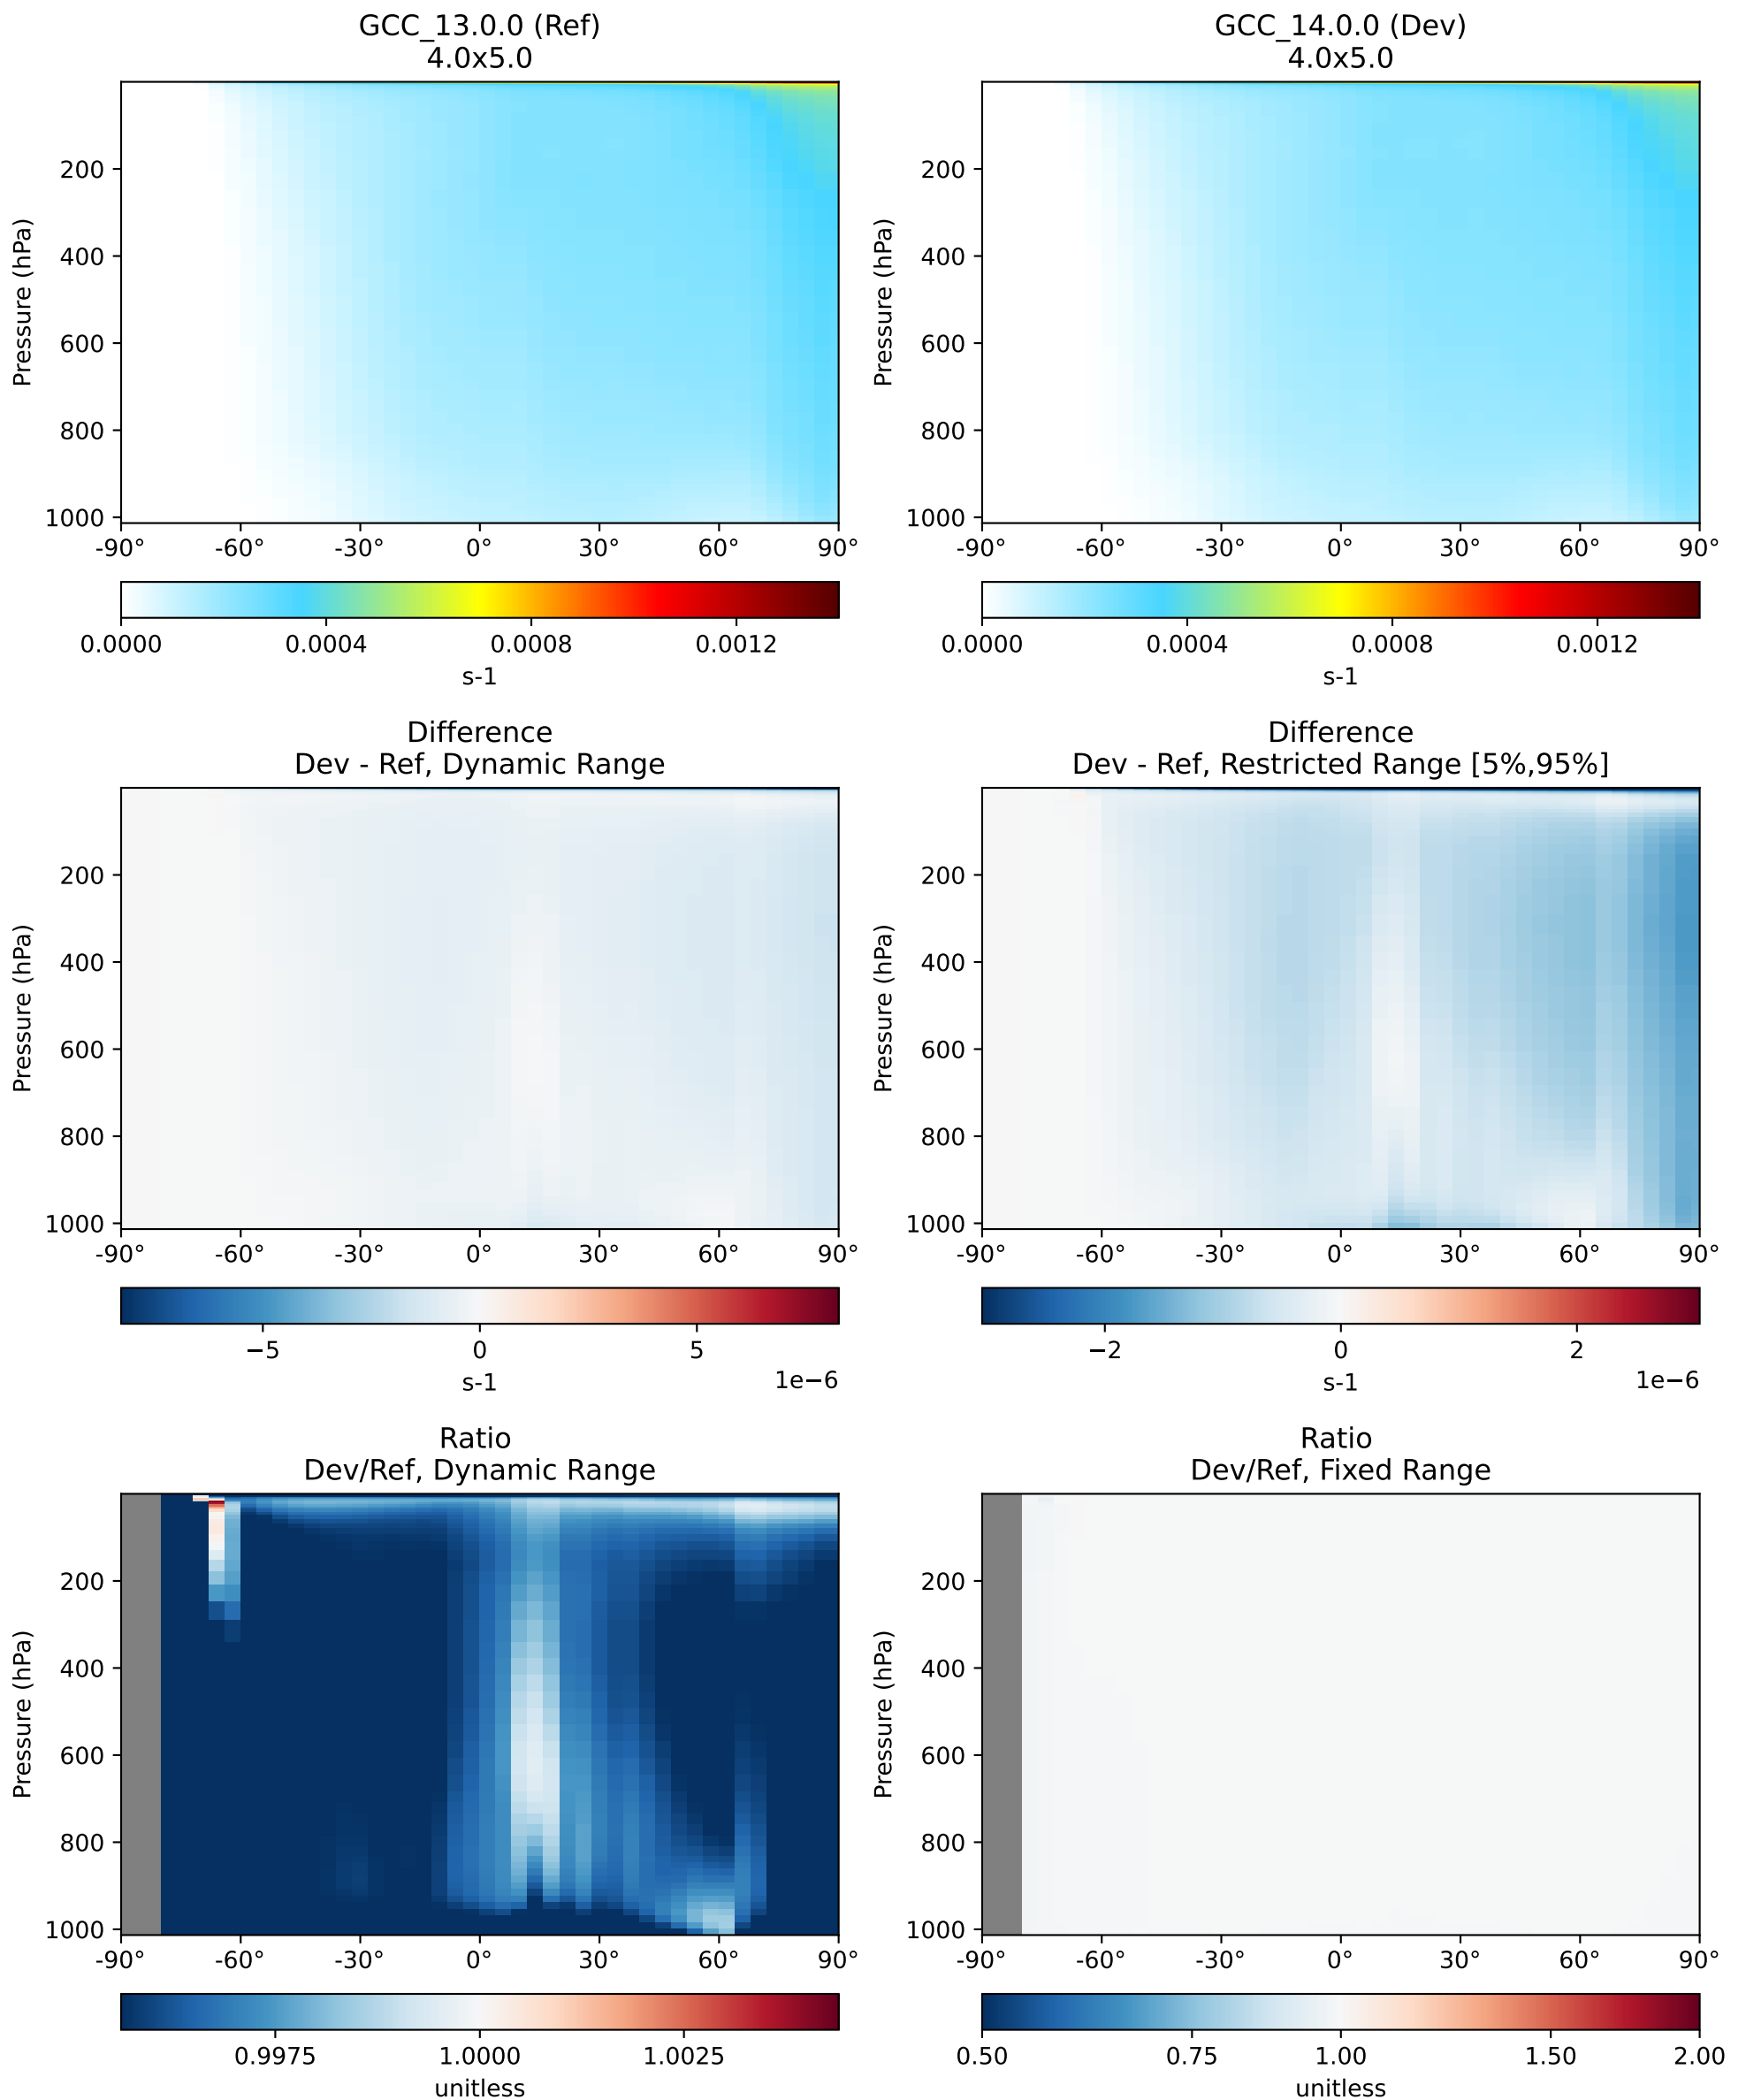 GCC_13.0.0 (Ref)
4.0x5.0
Pressure (hPa)
200
400
600
800
1000
-90° -60° -30° 0° 30° 60° 90°
0.0000 0.0004 0.0008 0.0012
s-1
GCC_14.0.0 (Dev)
4.0x5.0
Pressure (hPa)
200
400
600
800
1000
-90° -60° -30° 0° 30° 60° 90°
0.0000 0.0004 0.0008 0.0012
s-1
Difference
Dev - Ref, Dynamic Range
Pressure (hPa)
200
400
600
800
1000
-90° -60° -30° 0° 30° 60° 90°
−5 0 5
s-1 1e−6
Difference
Dev - Ref, Restricted Range [5%,95%]
Pressure (hPa)
200
400
600
800
1000
-90° -60° -30° 0° 30° 60° 90°
−2 0 2
s-1 1e−6
Ratio
Dev/Ref, Dynamic Range
Pressure (hPa)
200
400
600
800
1000
-90° -60° -30° 0° 30° 60° 90°
0.9975 1.0000 1.0025
unitless
Ratio
Dev/Ref, Fixed Range
Pressure (hPa)
200
400
600
800
1000
-90° -60° -30° 0° 30° 60° 90°
0.50 0.75 1.00 1.50 2.00
unitless